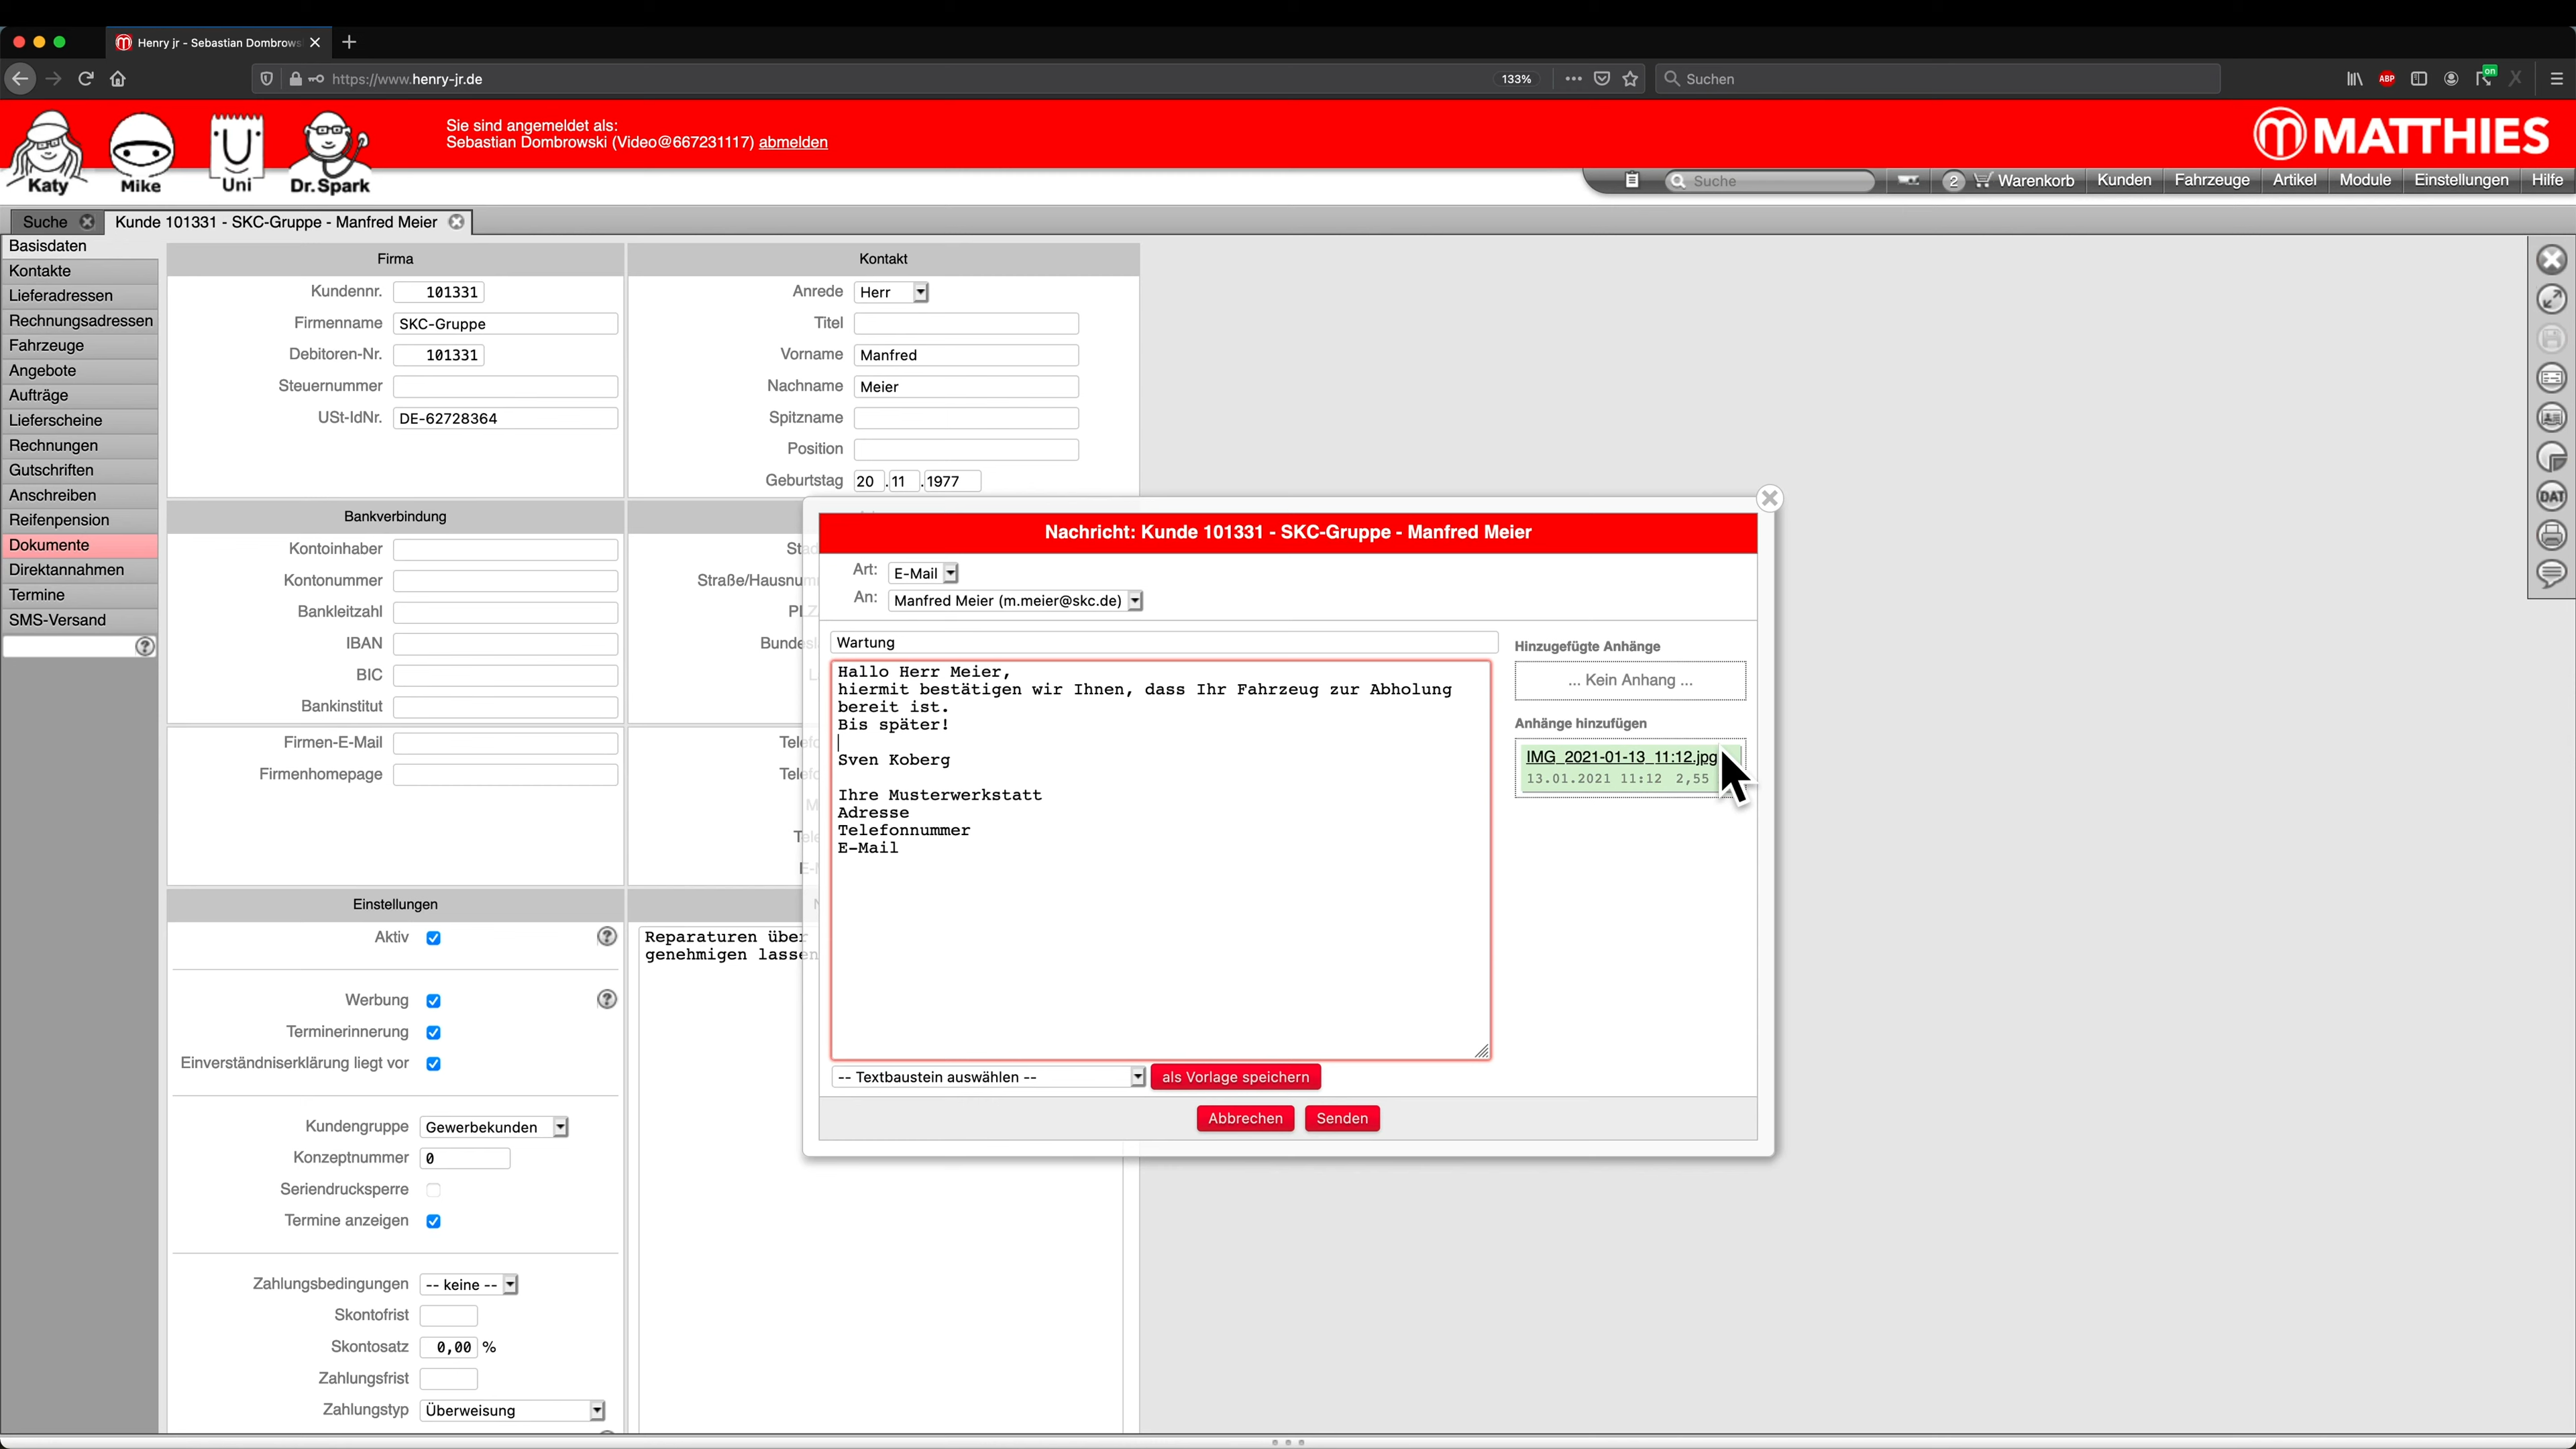 Henry jr - Sebastian Dombrows
https://www.henry-jr.de
133%
Suchen
ABP
on
Katy
Mike
Uni
Dr. Spark
Sie sind angemeldet als:
Sebastian Dombrowski (Video@667231117) abmelden
MATTHIES
Suche
2 Warenkorb
Kunden
Fahrzeuge
Artikel
Module
Einstellungen
Hilfe
Suche
Kunde 101331 - SKC-Gruppe - Manfred Meier
Basisdaten
Kontakte
Lieferadressen
Rechnungsadressen
Fahrzeuge
Angebote
Aufträge
Lieferscheine
Rechnungen
Gutschriften
Anschreiben
Reifenpension
Dokumente
Direktannahmen
Termine
SMS-Versand
Firma
Kundennr. 101331
Firmenname SKC-Gruppe
Debitoren-Nr. 101331
Steuernummer
USt-IdNr. DE-62728364
Kontakt
Anrede Herr
Titel
Vorname Manfred
Nachname Meier
Spitzname
Position
Geburtstag 20 . 11 . 1977
Bankverbindung
Kontoinhaber
Kontonummer
Bankleitzahl
IBAN
BIC
Bankinstitut
Firmen-E-Mail
Firmenhomepage
Straße/Hausnum
Einstellungen
Aktiv
Werbung
Terminerinnerung
Einverständniserklärung liegt vor
Kundengruppe Gewerbekunden
Konzeptnummer 0
Seriendrucksperre
Termine anzeigen
Zahlungsbedingungen -- keine --
Skontofrist
Skontosatz 0,00 %
Zahlungsfrist
Zahlungstyp Überweisung
Reparaturen über
genehmigen lassen
Nachricht: Kunde 101331 - SKC-Gruppe - Manfred Meier
Art: E-Mail
An: Manfred Meier (m.meier@skc.de)
Wartung
Hallo Herr Meier,
hiermit bestätigen wir Ihnen, dass Ihr Fahrzeug zur Abholung
bereit ist.
Bis später!
Sven Koberg
Ihre Musterwerkstatt
Adresse
Telefonnummer
E-Mail
Hinzugefügte Anhänge
... Kein Anhang ...
Anhänge hinzufügen
IMG_2021-01-13_11:12.jpg
13.01.2021 11:12 2,55
-- Textbaustein auswählen --
als Vorlage speichern
Abbrechen
Senden
DAT